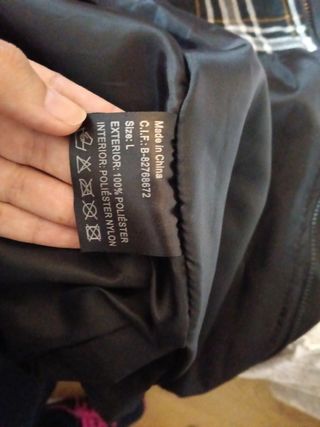 Made in China
C.I.F.: B-82768672
Size: L
EXTERIOR: 100% POLIÉSTER
INTERIOR: POLIÉSTER/NYLON